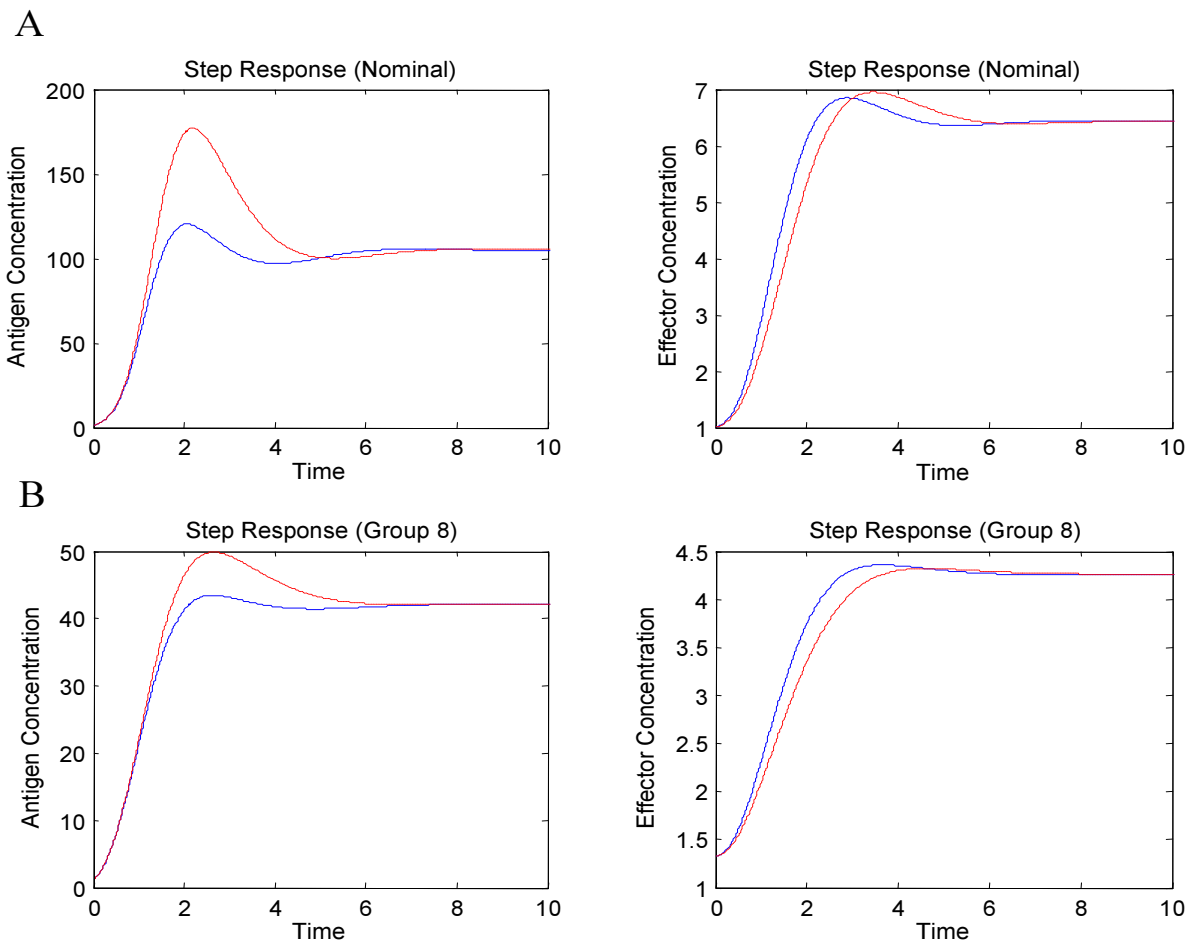 A
Step Response (Nominal)
Antigen Concentration
200
150
100
50
0
0 2 4 6 8 10
Time
Step Response (Nominal)
Effector Concentration
7
6
5
4
3
2
1
0 2 4 6 8 10
Time
B
Step Response (Group 8)
Antigen Concentration
50
40
30
20
10
0
0 2 4 6 8 10
Time
Step Response (Group 8)
Effector Concentration
4.5
4
3.5
3
2.5
2
1.5
1
0 2 4 6 8 10
Time